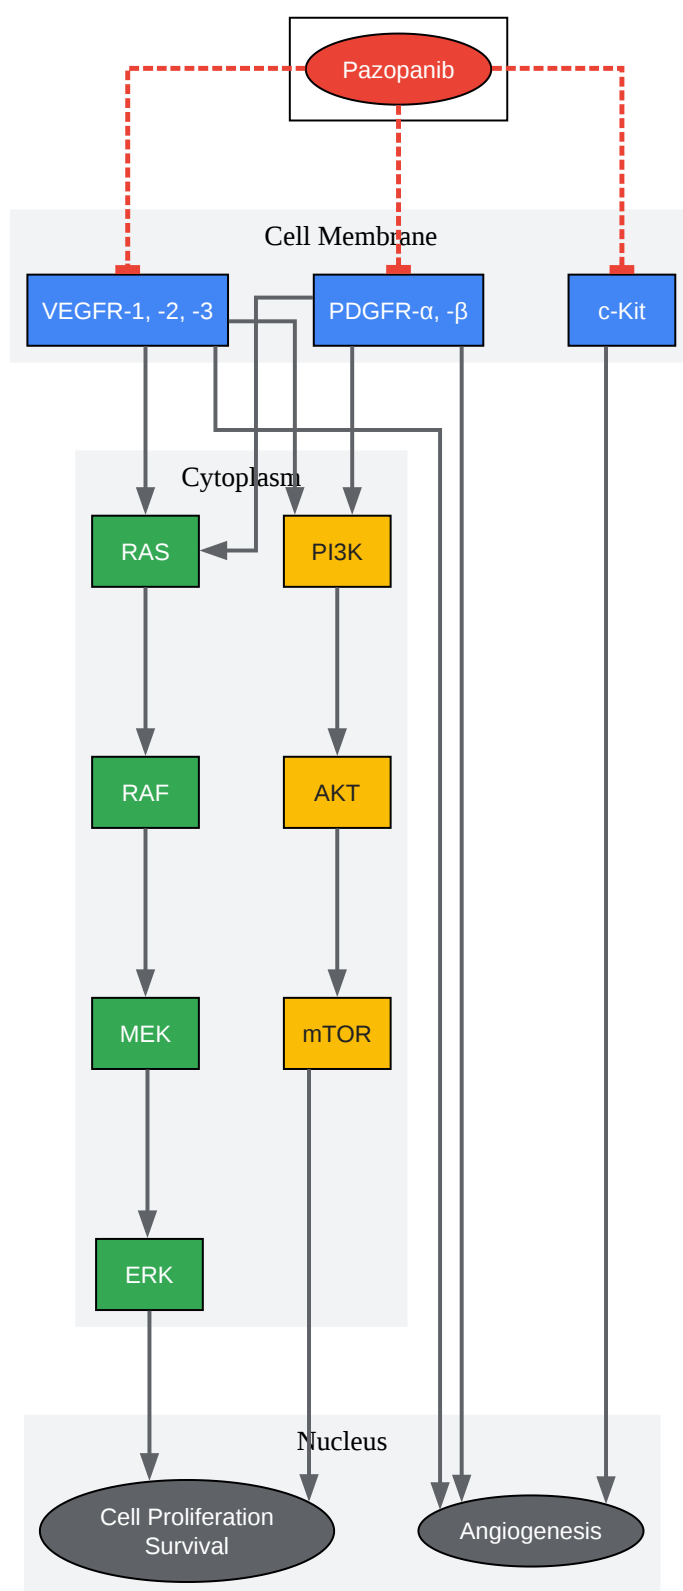 Pazopanib
Cell Membrane
VEGFR-1, -2, -3
PDGFR-α, -β
c-Kit
Cytoplasm
RAS
PI3K
RAF
AKT
MEK
mTOR
ERK
Nucleus
Cell Proliferation
Survival
Angiogenesis